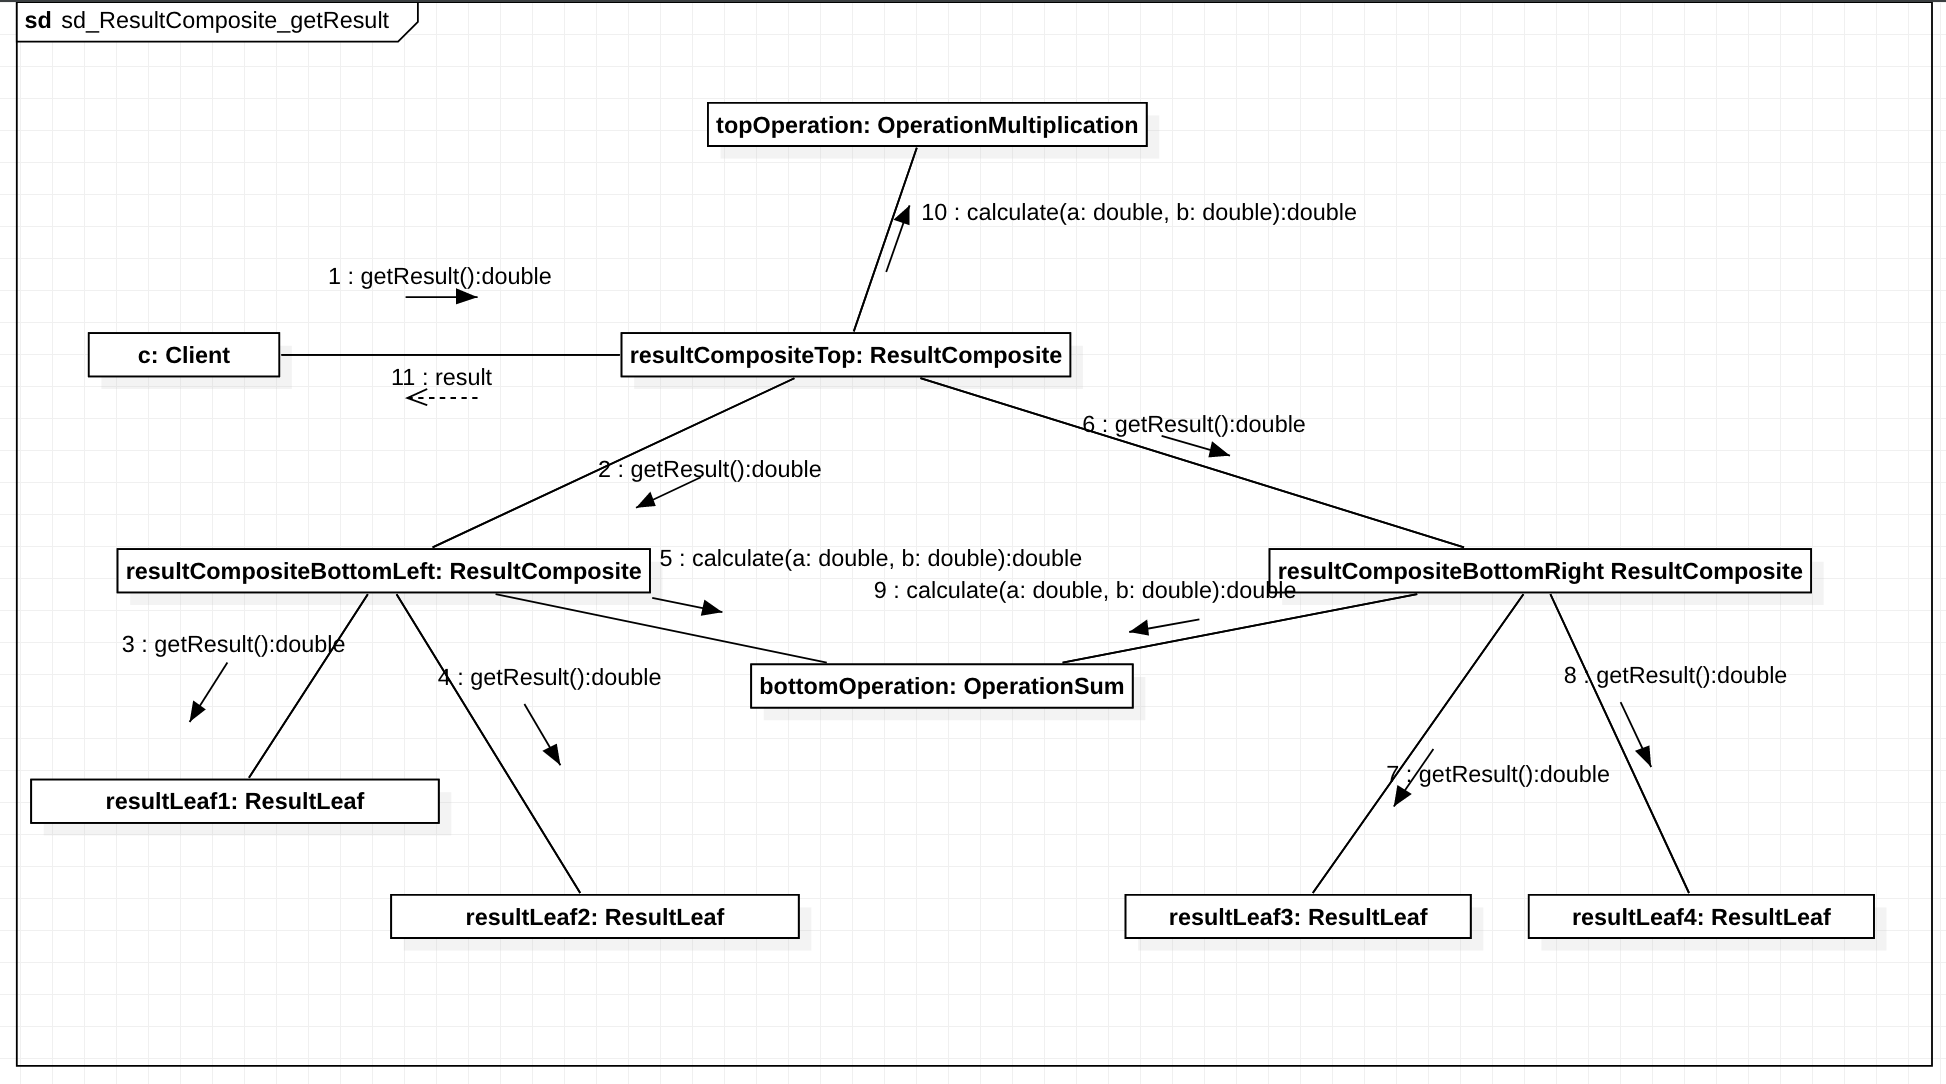 sd sd_ResultComposite_getResult
topOperation: OperationMultiplication
10 : calculate(a: double, b: double):double
1 : getResult():double
c: Client
resultCompositeTop: ResultComposite
11 : result
6 : getResult():double
2 : getResult():double
5 : calculate(a: double, b: double):double
resultCompositeBottomLeft: ResultComposite
resultCompositeBottomRight ResultComposite
9 : calculate(a: double, b: double):double
3 : getResult():double
4 : getResult():double
bottomOperation: OperationSum
8 : getResult():double
7 : getResult():double
resultLeaf1: ResultLeaf
resultLeaf2: ResultLeaf
resultLeaf3: ResultLeaf
resultLeaf4: ResultLeaf